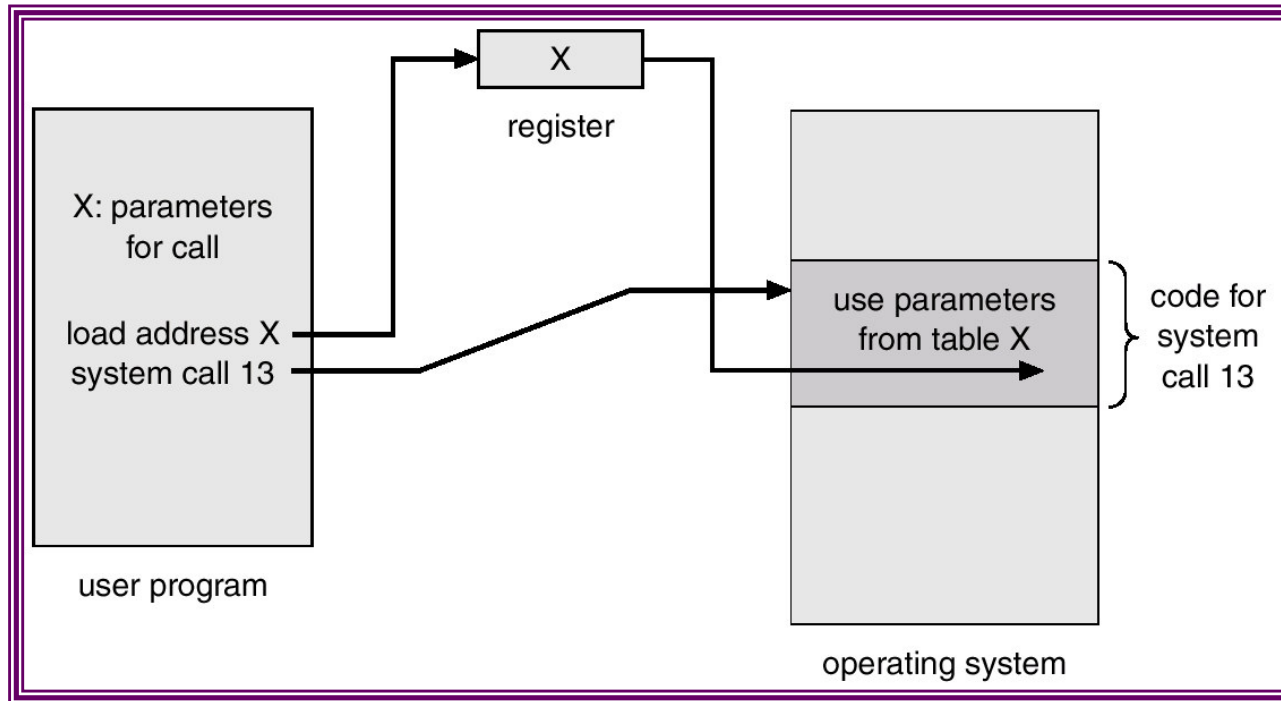 X
register
X: parameters
for call
load address X
system call 13
user program
use parameters
from table X
code for
system
call 13
operating system